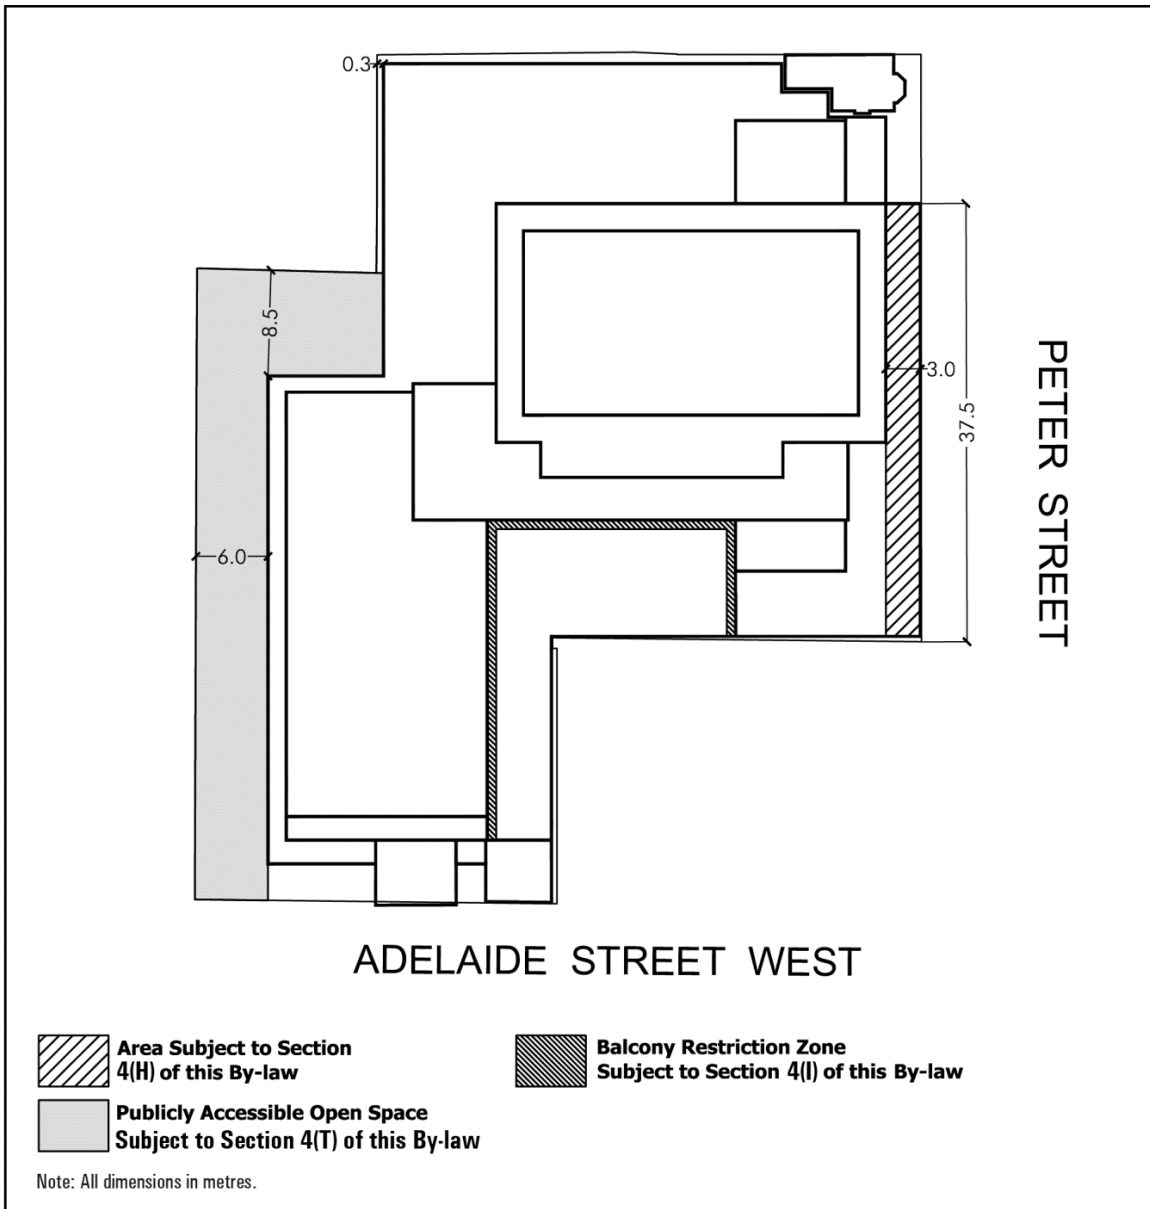 0.3
8.5
3.0
37.5
6.0
PETER STREET
ADELAIDE STREET WEST
Area Subject to Section
4(H) of this By-law
Balcony Restriction Zone
Subject to Section 4(I) of this By-law
Publicly Accessible Open Space
Subject to Section 4(T) of this By-law
Note: All dimensions in metres.